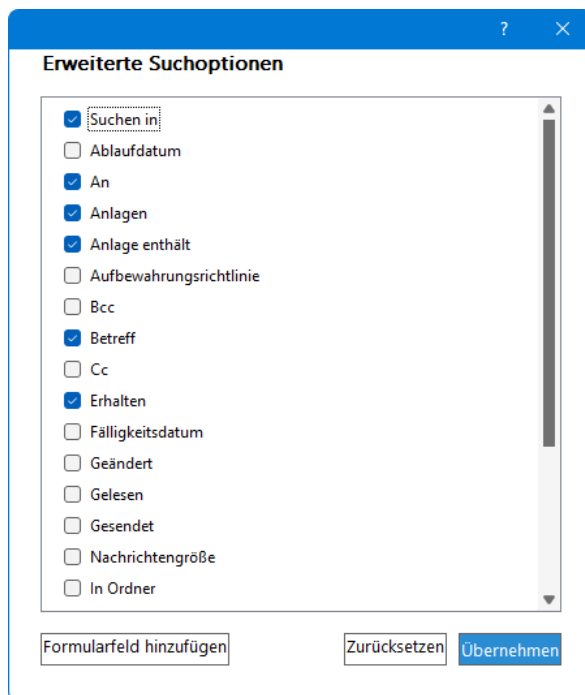 ?
Erweiterte Suchoptionen
Suchen in
Ablaufdatum
An
Anlagen
Anlage enthält
Aufbewahrungsrichtlinie
Bcc
Betreff
Cc
Erhalten
Fälligkeitsdatum
Geändert
Gelesen
Gesendet
Nachrichtengröße
In Ordner
Formularfeld hinzufügen Zurücksetzen Übernehmen